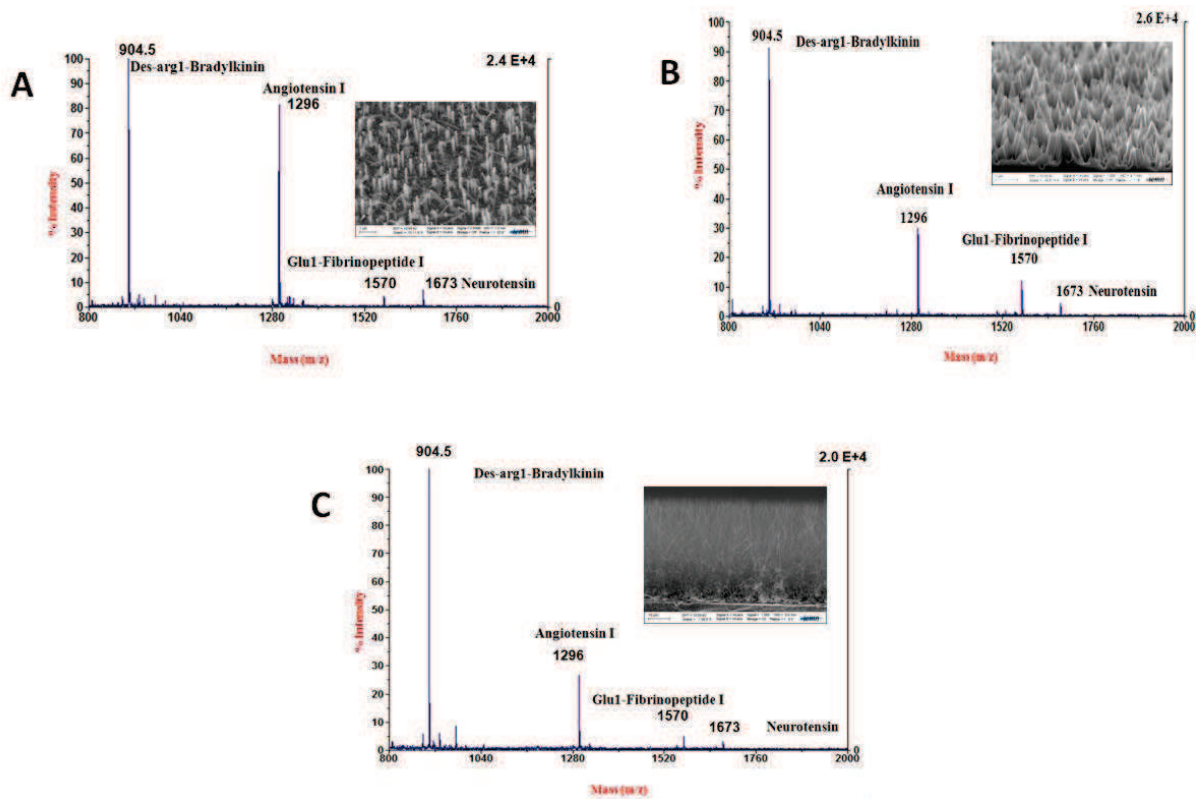 A
904.5
2.4 E+4
Des-arg1-Bradylkinin
Angiotensin I
1296
Glu1-Fibrinopeptide I
1570
1673 Neurotensin
% Intensity
100
90
80
70
60
50
40
30
20
10
0
0
800
1040
1280
1520
1760
2000
Mass (m/z)
B
904.5
2.6 E+4
Des-arg1-Bradylkinin
Angiotensin I
1296
Glu1-Fibrinopeptide I
1570
1673 Neurotensin
% Intensity
100
90
80
70
60
50
40
30
20
10
0
0
800
1040
1280
1520
1760
2000
Mass (m/z)
C
904.5
2.0 E+4
Des-arg1-Bradylkinin
Angiotensin I
1296
Glu1-Fibrinopeptide I
1570
1673
Neurotensin
% Intensity
100
90
80
70
60
50
40
30
20
10
0
0
800
1040
1280
1520
1760
2000
Mass (m/z)